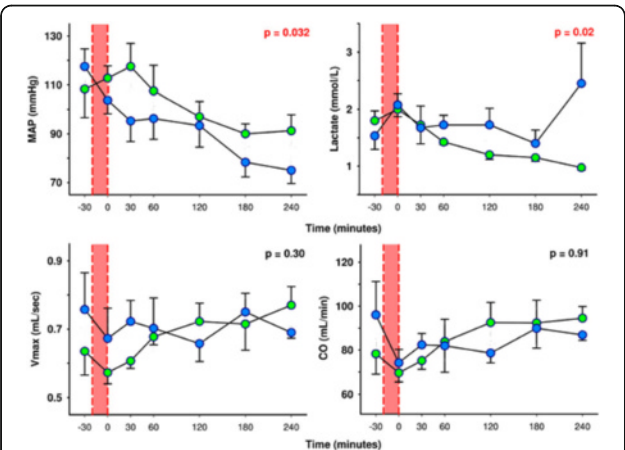 p = 0.032
130
110
90
70
MAP (mmHg)
-30 0 30 60 120 180 240
p = 0.02
3
2
1
Lactate (mmol/L)
-30 0 30 60 120 180 240
Time (minutes)
p = 0.30
0.9
0.7
0.5
Vmax (mL/sec)
-30 0 30 60 120 180 240
p = 0.91
120
100
80
60
CO (mL/min)
-30 0 30 60 120 180 240
Time (minutes)